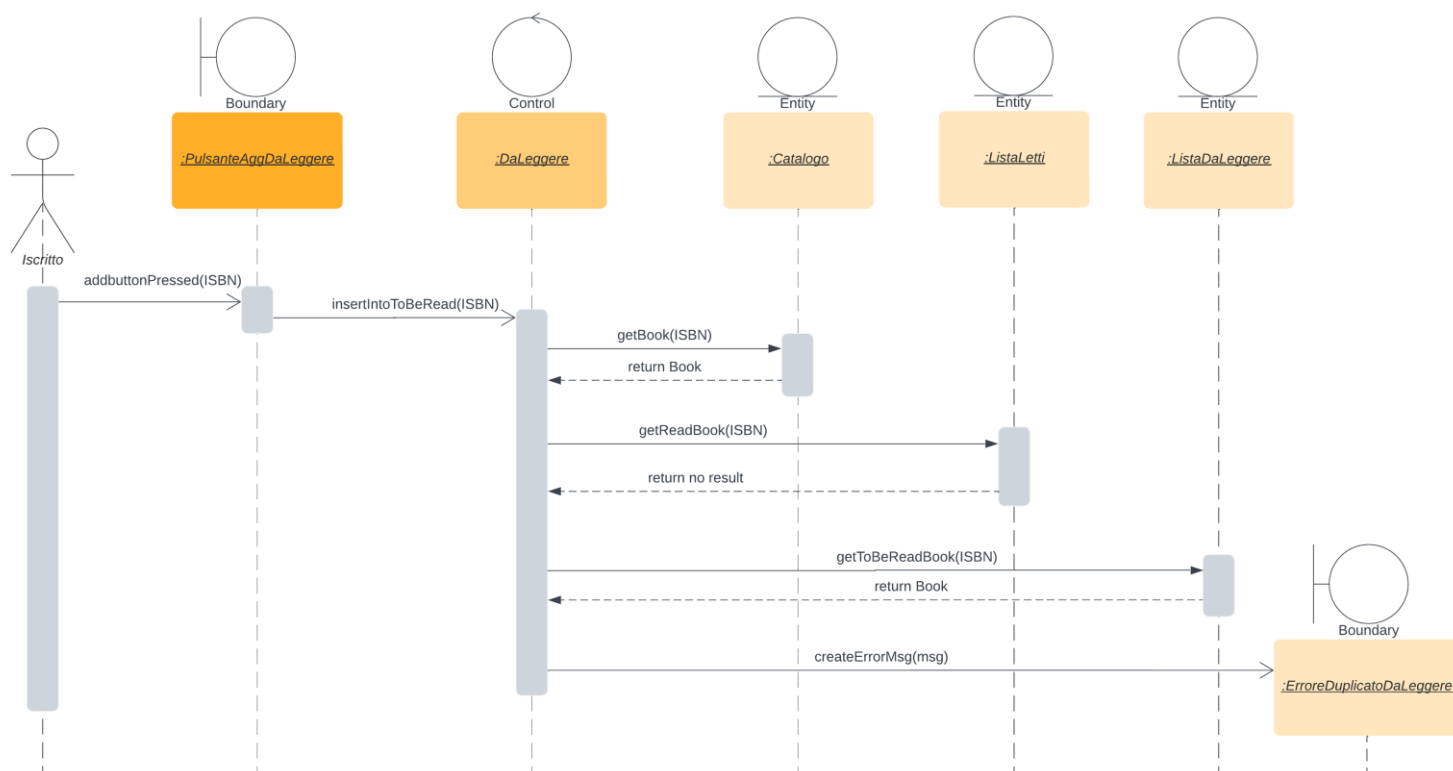 Boundary
Control
Entity
Entity
Entity
:PulsanteAggDaLeggere
:DaLeggere
:Catalogo
:ListaLetti
:ListaDaLeggere
Iscritto
addbuttonPressed(ISBN)
insertIntoToBeRead(ISBN)
getBook(ISBN)
return Book
getReadBook(ISBN)
return no result
getToBeReadBook(ISBN)
return Book
Boundary
createErrorMsg(msg)
:ErroreDuplicatoDaLeggere